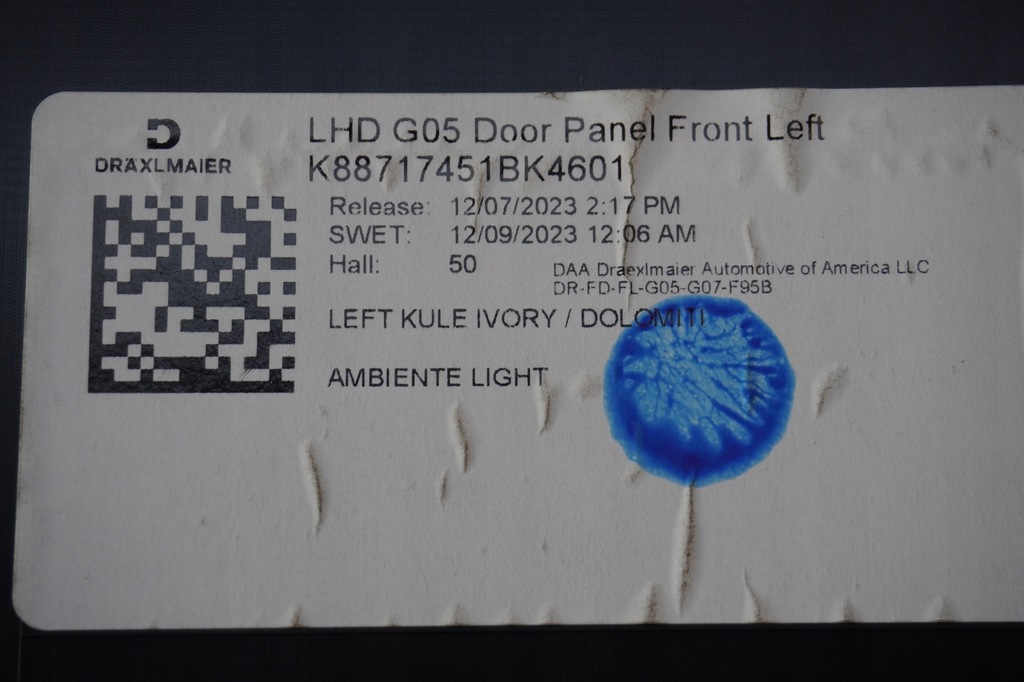 LHD G05 Door Panel Front Left
DRÄXLMAIER
K88717451BK4601
Release: 12/07/2023 2:17 PM
SWET: 12/09/2023 12:06 AM
Hall: 50
DAA Draexlmaier Automotive of America LLC
DR-FD-FL-G05-G07-F95B
LEFT KULE IVORY / DOLOMITI
AMBIENTE LIGHT